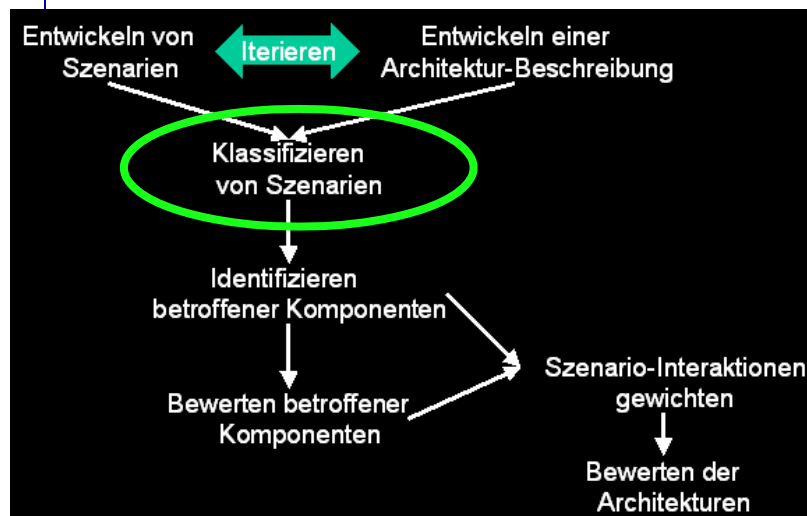 Entwickeln von
Szenarien
Iterieren
Entwickeln einer
Architektur-Beschreibung
Klassifizieren
von Szenarien
Identifizieren
betroffener Komponenten
Bewerten betroffener
Komponenten
Szenario-Interaktionen
gewichten
Bewerten der
Architekturen